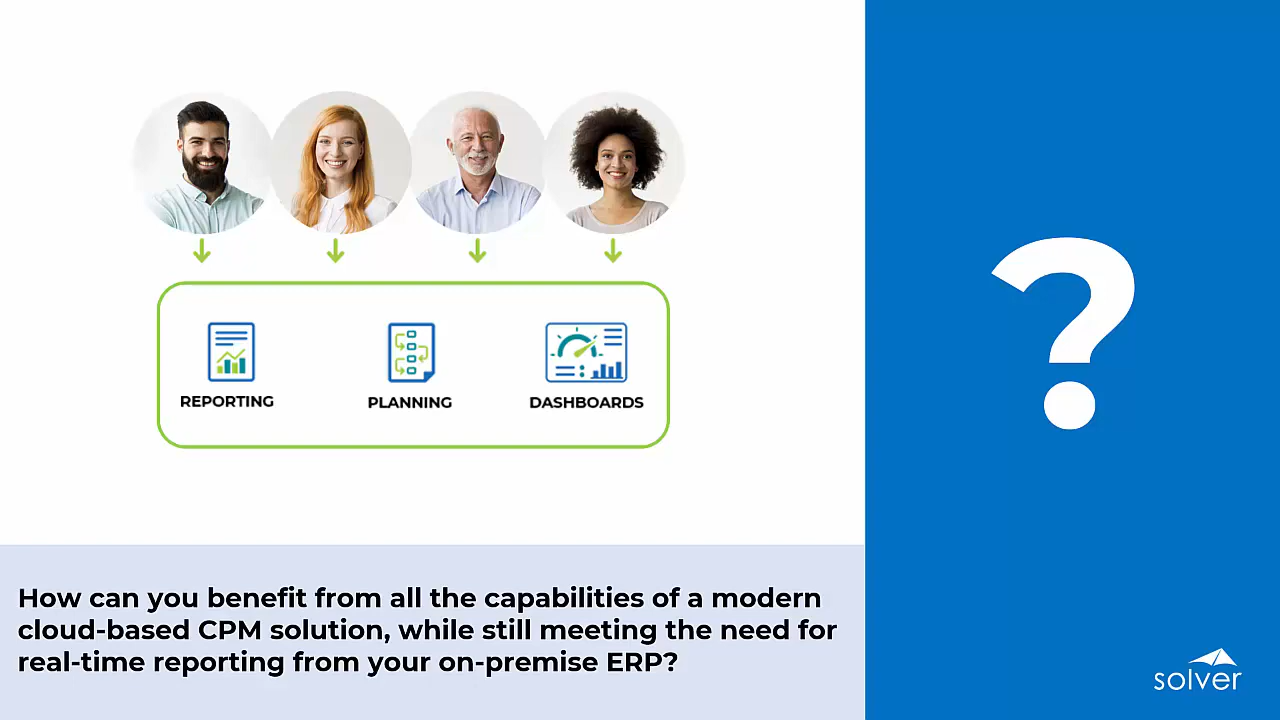 REPORTING
PLANNING
DASHBOARDS
?
How can you benefit from all the capabilities of a modern
cloud-based CPM solution, while still meeting the need for
real-time reporting from your on-premise ERP?
solver